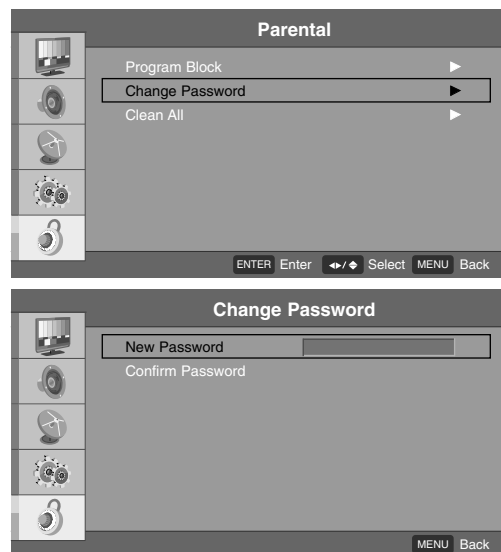 Parental
Program Block ▶
Change Password ▶
Clean All ▶
ENTER Enter ◂▸/◆ Select MENU Back
Change Password
New Password
Confirm Password
MENU Back